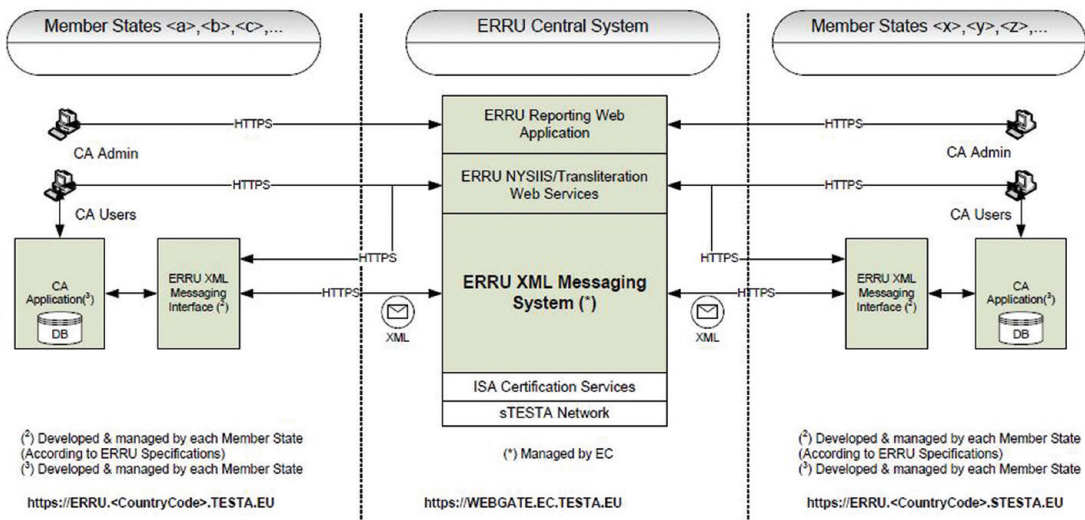 Member States <a>,<b>,<c>,...
ERRU Central System
Member States <x>,<y>,<z>,...
CA Admin
HTTPS
ERRU Reporting Web
Application
HTTPS
CA Admin
CA Users
HTTPS
ERRU NYSIIS/Transliteration
Web Services
HTTPS
CA Users
HTTPS
HTTPS
CA
Application(³)
DB
ERRU XML
Messaging
Interface (²)
HTTPS
XML
ERRU XML Messaging
System (*)
HTTPS
XML
ERRU XML
Messaging
Interface (²)
CA
Application(³)
DB
ISA Certification Services
sTESTA Network
(²) Developed & managed by each Member State
(According to ERRU Specifications)
(³) Developed & managed by each Member State
(*) Managed by EC
(²) Developed & managed by each Member State
(According to ERRU Specifications)
(³) Developed & managed by each Member State
https://ERRU.<CountryCode>.TESTA.EU
https://WEBGATE.EC.TESTA.EU
https://ERRU.<CountryCode>.STESTA.EU